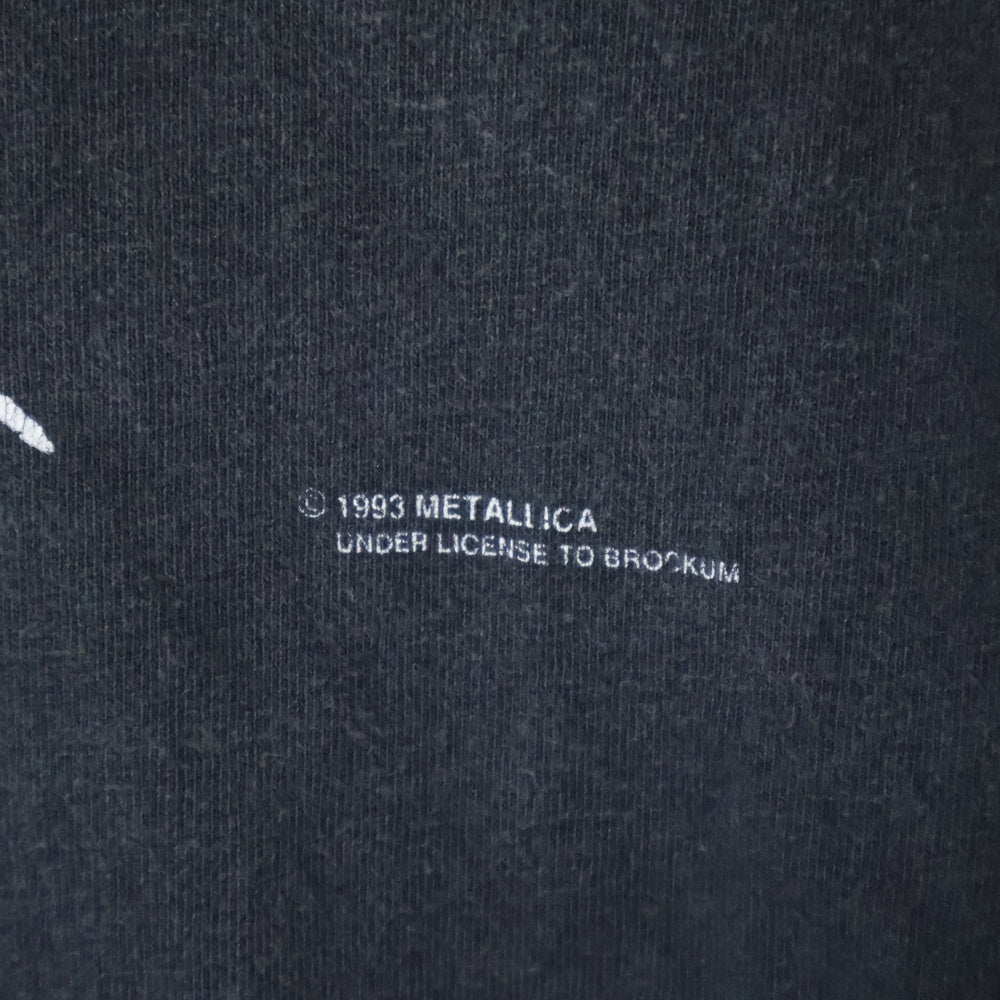 © 1993 METALLICA
UNDER LICENSE TO BROCKUM